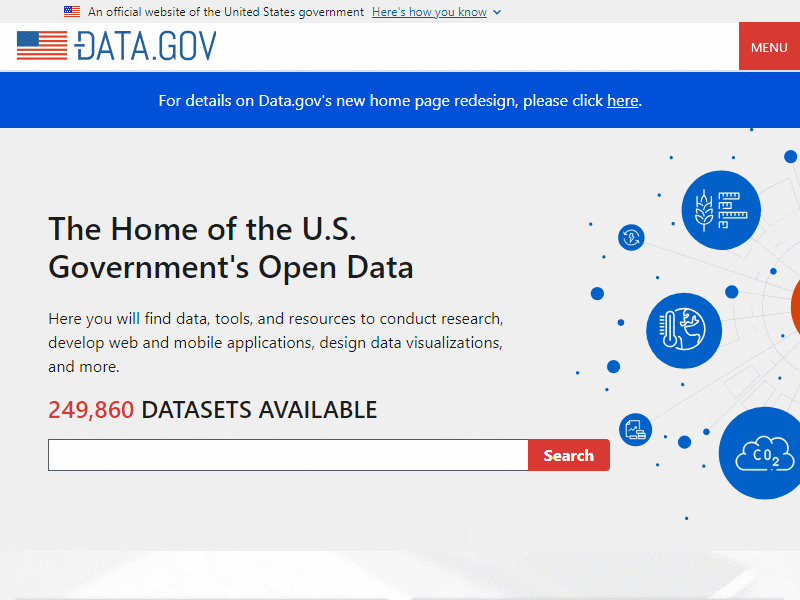 An official website of the United States government Here's how you know
DATA.GOV
MENU
For details on Data.gov's new home page redesign, please click here.
The Home of the U.S.
Government's Open Data
Here you will find data, tools, and resources to conduct research,
develop web and mobile applications, design data visualizations,
and more.
249,860 DATASETS AVAILABLE
Search
CO2